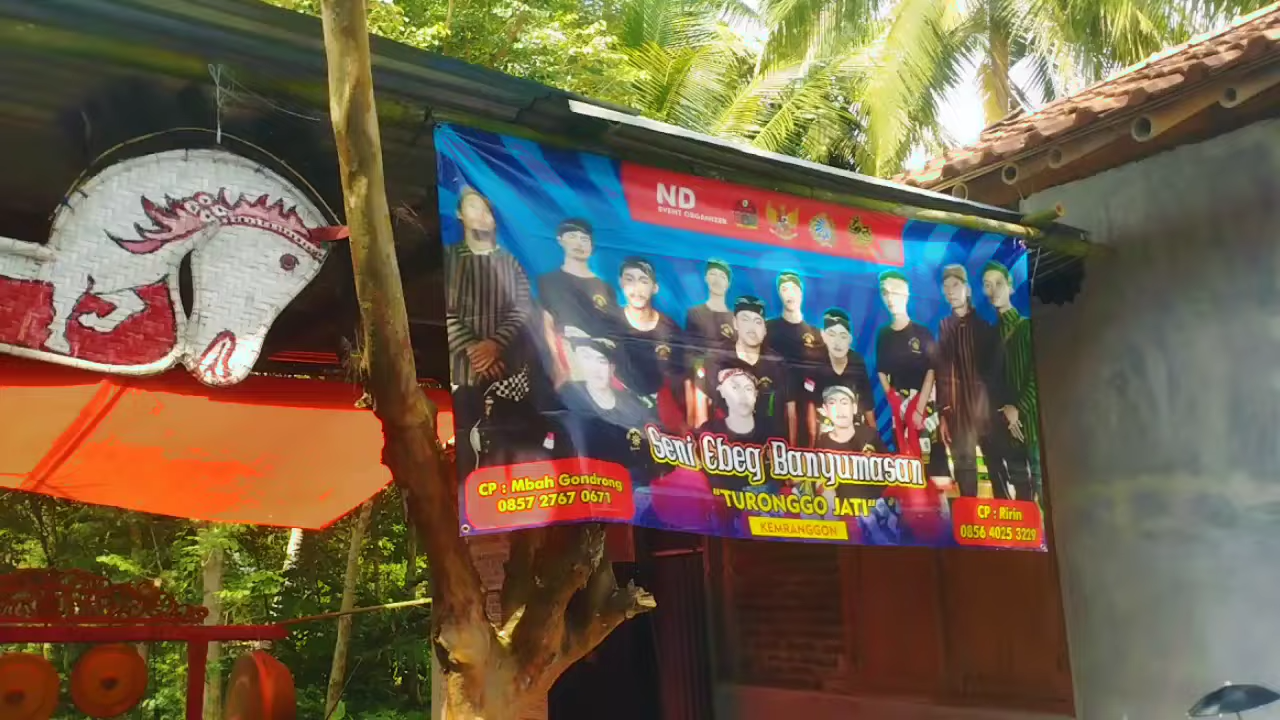 ND
EVENT ORGANIZER
Seni Ebeg Banyumasan
"TURONGGO JATI"
KEMRANGGON
CP : Mbah Gondrong
0857 2767 0671
CP : Ririn
0856 4025 3229